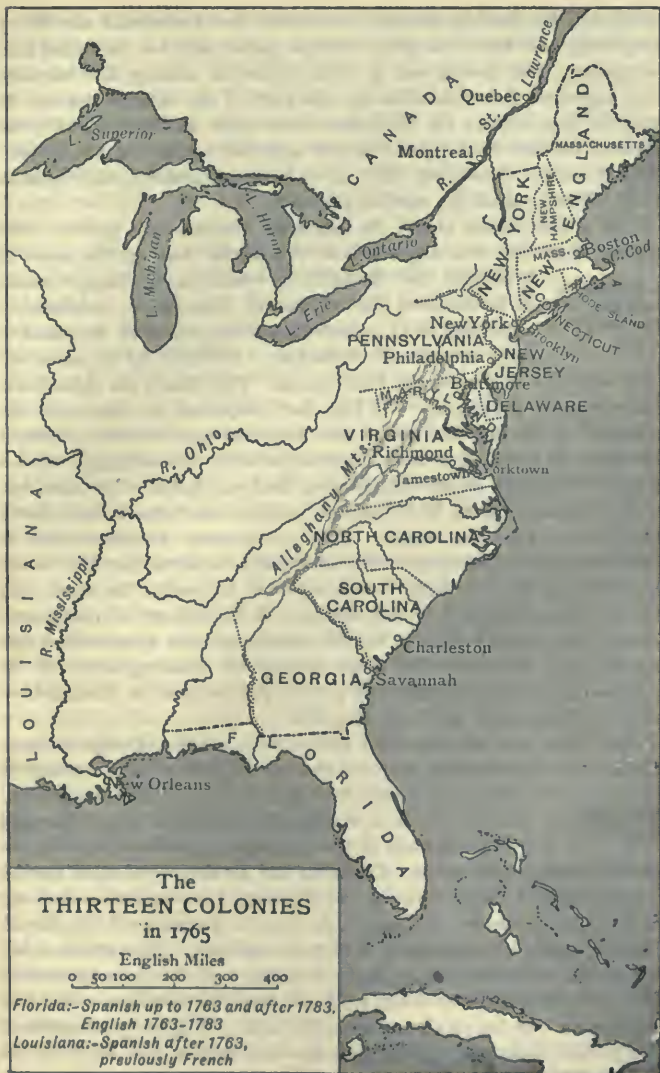 CANADA
L. Superior
Quebec
R. St. Lawrence
Montreal
L. Huron
L. Michigan
L. Ontario
L. Erie
MASSACHUSETTS
NEW ENGLAND
NEW YORK
NEW HAMPSHIRE
MASS.
Boston
C. Cod
RHODE ISLAND
CONNECTICUT
New York
Brooklyn
PENNSYLVANIA
Philadelphia
NEW JERSEY
Baltimore
MARYLAND
DELAWARE
VIRGINIA
Richmond
Jamestown
Yorktown
R. Ohio
Alleghany Mts.
NORTH CAROLINA
SOUTH CAROLINA
Charleston
GEORGIA
Savannah
LOUISIANA
R. Mississippi
New Orleans
FLORIDA
The
THIRTEEN COLONIES
in 1765
English Miles
0 50 100 200 300 400
Florida:-Spanish up to 1763 and after 1783,
English 1763-1783
Louisiana:-Spanish after 1763,
previously French